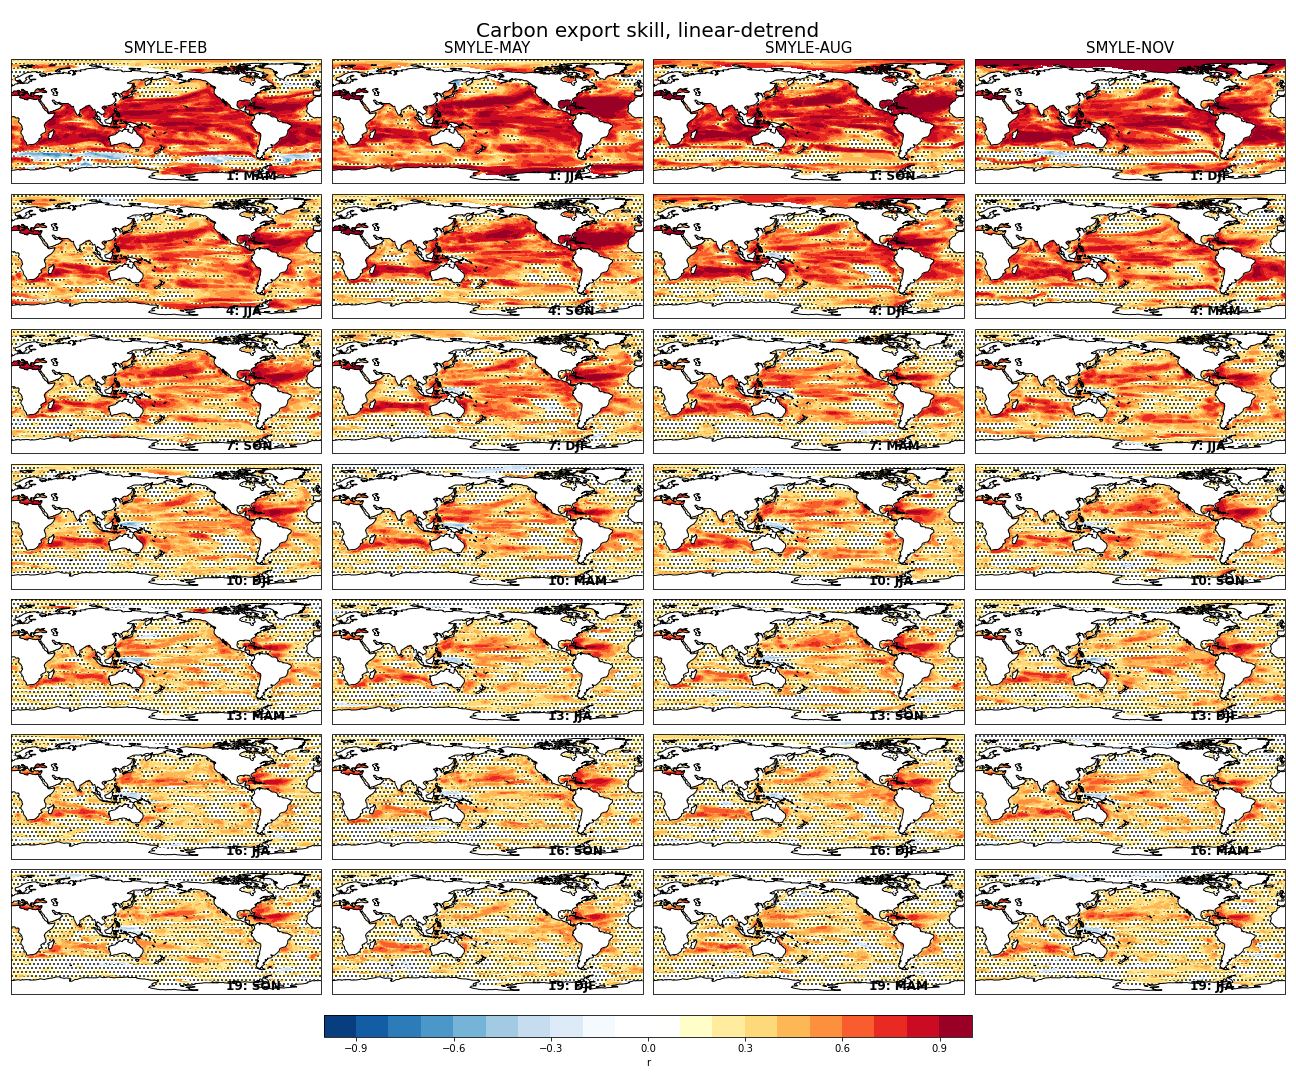 Carbon export skill, linear-detrend
SMYLE-FEB SMYLE-MAY SMYLE-AUG SMYLE-NOV
1: MAM 1: JJA 1: SON 1: DJF
4: JJA 4: SON 4: DJF 4: MAM
7: SON 7: DJF 7: MAM 7: JJA
10: DJF 10: MAM 10: JJA 10: SON
13: MAM 13: JJA 13: SON 13: DJF
16: JJA 16: SON 16: DJF 16: MAM
19: SON 19: DJF 19: MAM 19: JJA
−0.9 −0.6 −0.3 0.0 0.3 0.6 0.9
r